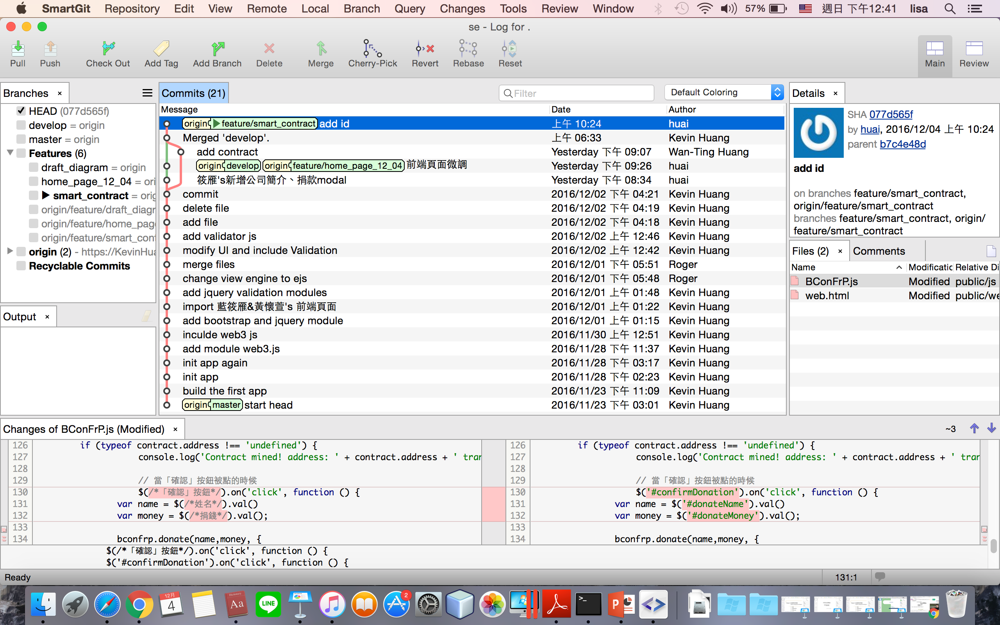 SmartGit Repository Edit View Remote Local Branch Query Changes Tools Review Window 57% 週日 下午12:41 lisa
se - Log for .
Pull Push Check Out Add Tag Add Branch Delete Merge Cherry-Pick Revert Rebase Reset Main Review
Branches
HEAD (077d565f)
develop = origin
master = origin
Features (6)
draft_diagram = origin
home_page_12_04 = ori
smart_contract = orig
origin/feature/draft_diagr
origin/feature/home_page
origin/feature/smart_cont
origin (2) - https://KevinHua
Recyclable Commits
Output
Commits (21) Filter Default Coloring
Message Date Author
origin feature/smart_contract add id 上午 10:24 huai
Merged 'develop'. 上午 06:33 Kevin Huang
add contract Yesterday 下午 09:07 Wan-Ting Huang
origin develop origin feature/home_page_12_04 前端頁面微調 Yesterday 下午 09:26 huai
筱雁's新增公司簡介、捐款modal Yesterday 下午 08:34 huai
commit 2016/12/02 下午 04:21 Kevin Huang
delete file 2016/12/02 下午 04:19 Kevin Huang
add file 2016/12/02 下午 04:18 Kevin Huang
add validator js 2016/12/02 上午 12:46 Kevin Huang
modify UI and include Validation 2016/12/02 上午 12:42 Kevin Huang
merge files 2016/12/01 下午 05:51 Roger
change view engine to ejs 2016/12/01 下午 05:48 Roger
add jquery validation modules 2016/12/01 上午 01:48 Kevin Huang
import 藍筱雁&黃懷萱's 前端頁面 2016/12/01 上午 01:22 Kevin Huang
add bootstrap and jquery module 2016/12/01 上午 01:15 Kevin Huang
inculde web3 js 2016/11/30 上午 12:51 Kevin Huang
add module web3.js 2016/11/28 下午 11:37 Kevin Huang
init app again 2016/11/28 下午 03:17 Kevin Huang
init app 2016/11/28 下午 02:23 Kevin Huang
build the first app 2016/11/23 下午 11:09 Kevin Huang
origin master start head 2016/11/23 下午 03:01 Kevin Huang
Details
SHA 077d565f
by huai, 2016/12/04 上午 10:24
parent b7c4e48d
add id
on branches feature/smart_contract,
origin/feature/smart_contract
branches feature/smart_contract, origin/
feature/smart_contract
Files (2) Comments
Name Modificatic Relative Di
BConFrP.js Modified public/js
web.html Modified public/we
Changes of BConFrP.js (Modified) ~3
126 if (typeof contract.address !== 'undefined') {
127 console.log('Contract mined! address: ' + contract.address + ' tran
128
129 // 當「確認」按鈕被點的時候
130 $(/*「確認」按鈕*/).on('click', function () {
131 var name = $(/*姓名*/).val()
132 var money = $(/*捐錢*/).val();
133
134 bconfrp.donate(name,money, {
126 if (typeof contract.address !== 'undefined') {
127 console.log('Contract mined! address: ' + contract.address + ' tran
128
129 // 當「確認」按鈕被點的時候
130 $('#confirmDonation').on('click', function () {
131 var name = $('#donateName').val()
132 var money = $('#donateMoney').val();
133
134 bconfrp.donate(name,money, {
$(/*「確認」按鈕*/).on('click', function () {
$('#confirmDonation').on('click', function () {
Ready 131:1
12月
4
Dictionary
Aa
LINE
2
>_
P